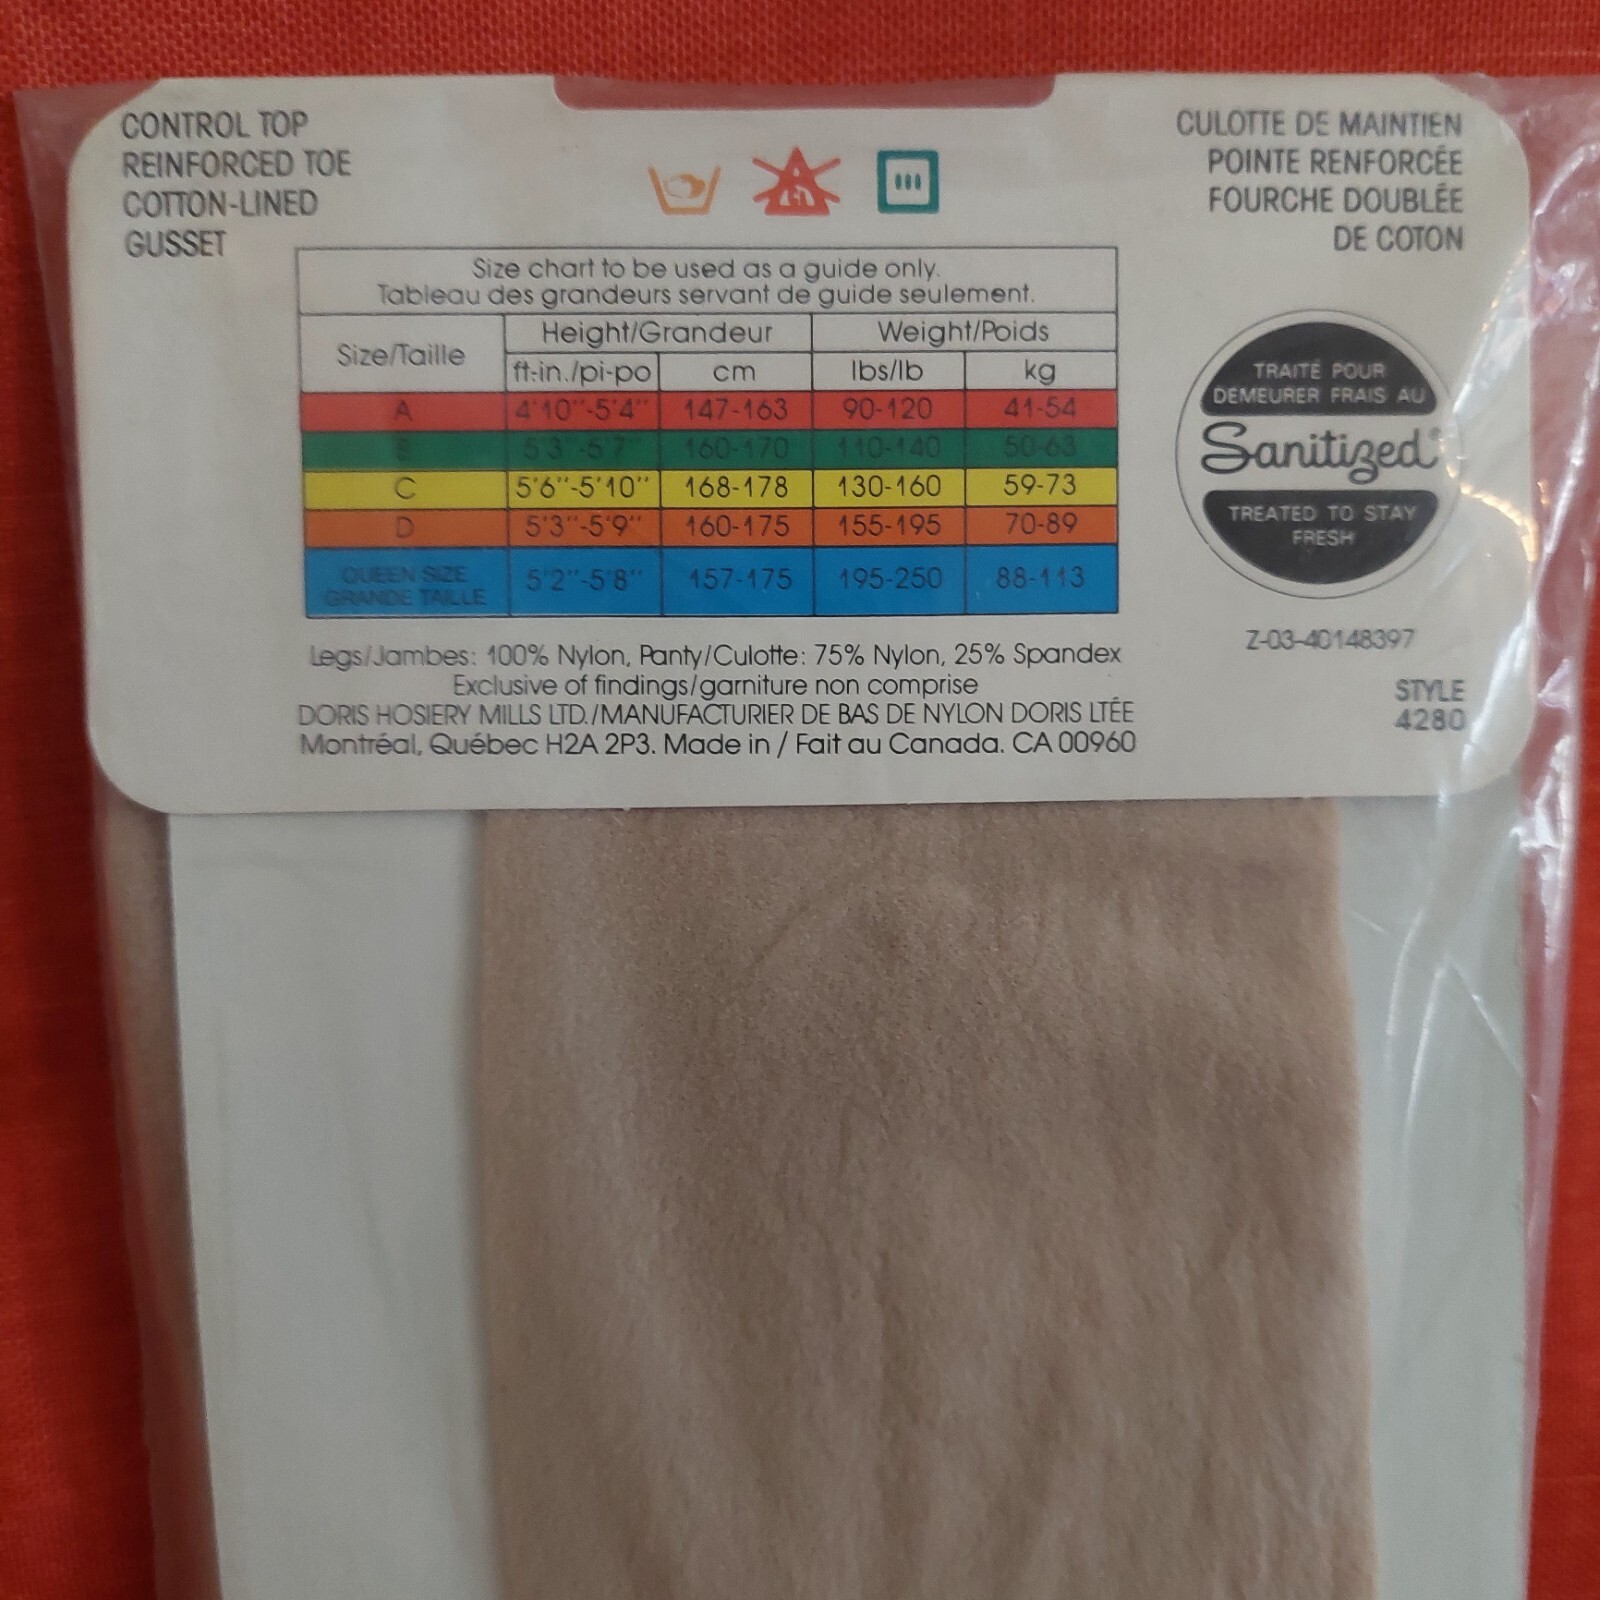 CONTROL TOP
REINFORCED TOE
COTTON-LINED
GUSSET
CULOTTE DE MAINTIEN
POINTE RENFORCÉE
FOURCHE DOUBLÉE
DE COTON
Size chart to be used as a guide only.
Tableau des grandeurs servant de guide seulement.
Size/Taille Height/Grandeur Weight/Poids
ft-in./pi-po cm lbs/lb kg
A 4'10"-5'4" 147-163 90-120 41-54
B 5'3"-5'7" 160-170 110-140 50-63
C 5'6"-5'10" 168-178 130-160 59-73
D 5'3"-5'9" 160-175 155-195 70-89
QUEEN SIZE
GRANDE TAILLE 5'2"-5'8" 157-175 195-250 88-113
TRAITÉ POUR
DEMEURER FRAIS AU
Sanitized®
TREATED TO STAY
FRESH
Z-03-40148397
STYLE
4280
Legs/Jambes: 100% Nylon, Panty/Culotte: 75% Nylon, 25% Spandex
Exclusive of findings/garniture non comprise
DORIS HOSIERY MILLS LTD./MANUFACTURIER DE BAS DE NYLON DORIS LTÉE
Montréal, Québec H2A 2P3. Made in / Fait au Canada. CA 00960